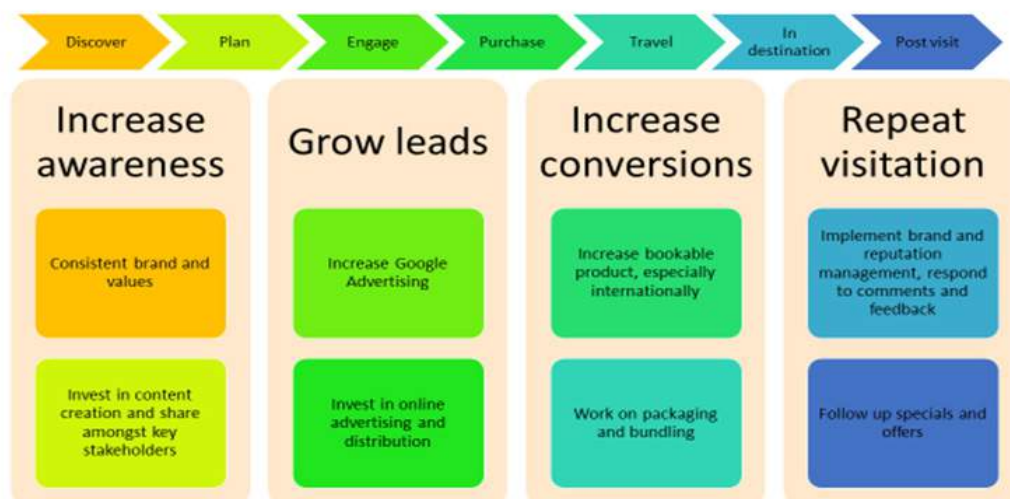 Discover
Plan
Engage
Purchase
Travel
In
destination
Post visit
Increase
awareness
Consistent brand and
values
Invest in content
creation and share
amongst key
stakeholders
Grow leads
Increase Google
Advertising
Invest in online
advertising and
distribution
Increase
conversions
Increase bookable
product, especially
internationally
Work on packaging
and bundling
Repeat
visitation
Implement brand and
reputation
management, respond
to comments and
feedback
Follow up specials and
offers